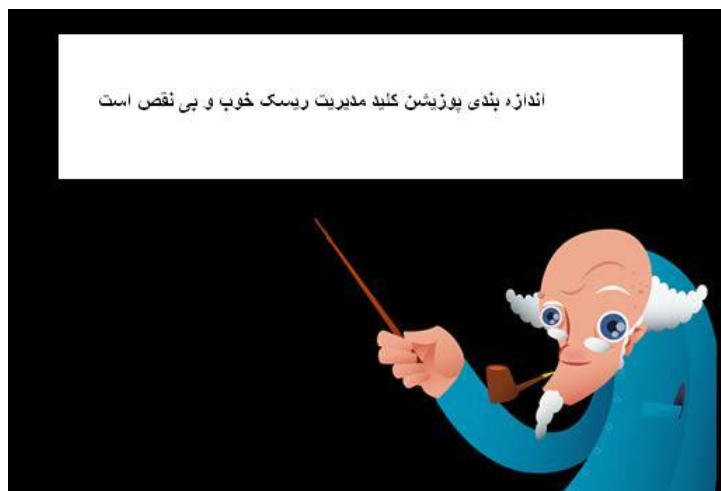 اندازه بندی پوزیشن کلید مدیریت ریسک خوب و بی نقص است